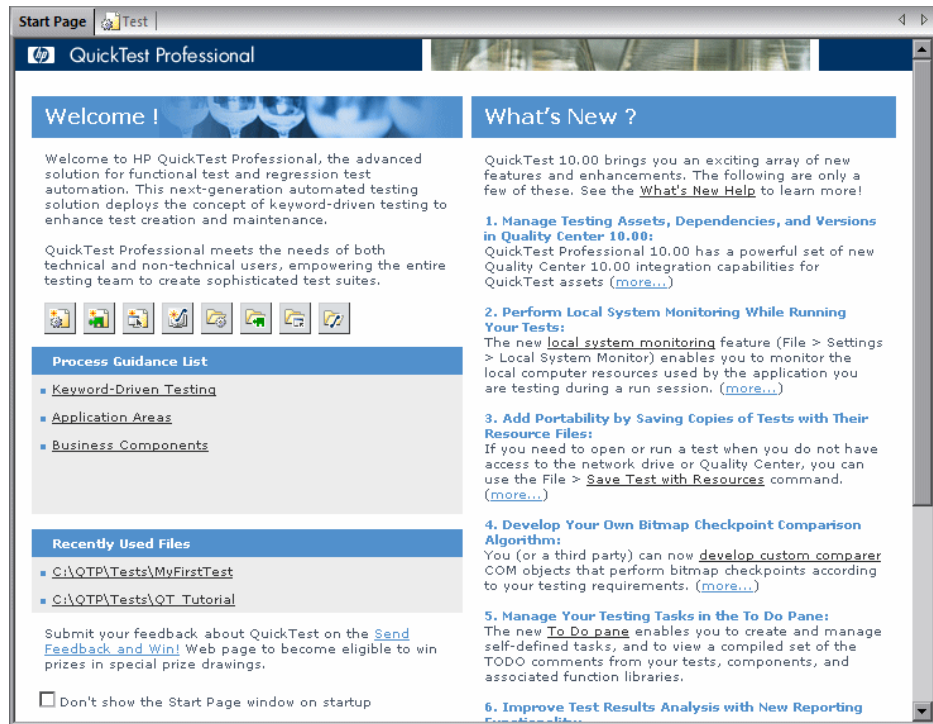 Start Page
Test
hp QuickTest Professional
Welcome !
Welcome to HP QuickTest Professional, the advanced
solution for functional test and regression test
automation. This next-generation automated testing
solution deploys the concept of keyword-driven testing to
enhance test creation and maintenance.
QuickTest Professional meets the needs of both
technical and non-technical users, empowering the entire
testing team to create sophisticated test suites.
Process Guidance List
Keyword-Driven Testing
Application Areas
Business Components
Recently Used Files
C:\QTP\Tests\MyFirstTest
C:\QTP\Tests\QT_Tutorial
Submit your feedback about QuickTest on the Send
Feedback and Win! Web page to become eligible to win
prizes in special prize drawings.
Don't show the Start Page window on startup
What's New ?
QuickTest 10.00 brings you an exciting array of new
features and enhancements. The following are only a
few of these. See the What's New Help to learn more!
1. Manage Testing Assets, Dependencies, and Versions
in Quality Center 10.00:
QuickTest Professional 10.00 has a powerful set of new
Quality Center 10.00 integration capabilities for
QuickTest assets (more...)
2. Perform Local System Monitoring While Running
Your Tests:
The new local system monitoring feature (File > Settings
> Local System Monitor) enables you to monitor the
local computer resources used by the application you
are testing during a run session. (more...)
3. Add Portability by Saving Copies of Tests with Their
Resource Files:
If you need to open or run a test when you do not have
access to the network drive or Quality Center, you can
use the File > Save Test with Resources command.
(more...)
4. Develop Your Own Bitmap Checkpoint Comparison
Algorithm:
You (or a third party) can now develop custom comparer
COM objects that perform bitmap checkpoints according
to your testing requirements. (more...)
5. Manage Your Testing Tasks in the To Do Pane:
The new To Do pane enables you to create and manage
self-defined tasks, and to view a compiled set of the
TODO comments from your tests, components, and
associated function libraries.
6. Improve Test Results Analysis with New Reporting
Functionality: